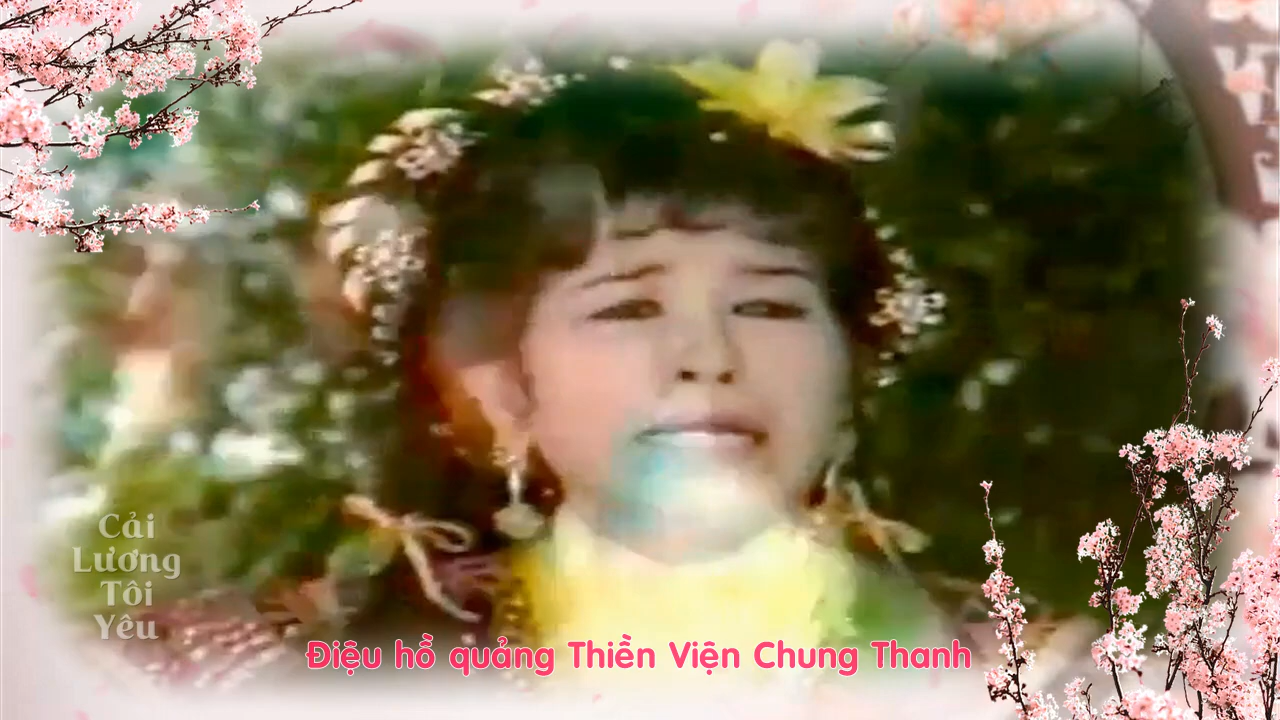 Cải
Lương
Tôi
Yêu
Điệu hồ quảng Thiền Viện Chung Thanh